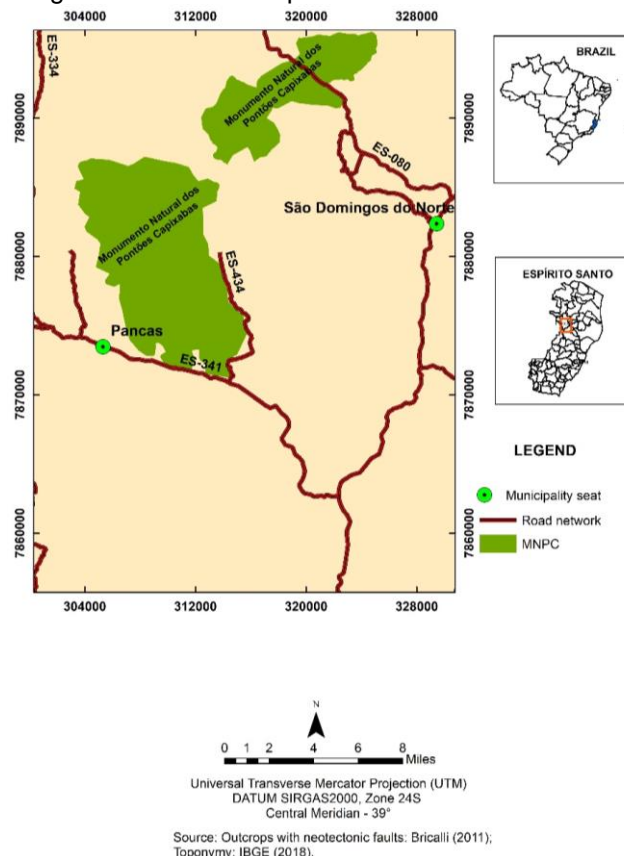 304000 312000 320000 328000
ES-334
7890000
Monumento Natural dos
Pontões Capixabas
ES-080
São Domingos do Norte
7880000
Monumento Natural dos
Pontões Capixabas
ES-434
Pancas
ES-341
7870000
7860000
7890000
7880000
7870000
7860000
304000 312000 320000 328000
BRAZIL
ESPÍRITO SANTO
LEGEND
Municipality seat
Road network
MNPC
N
0 1 2 4 6 8
Miles
Universal Transverse Mercator Projection (UTM)
DATUM SIRGAS2000, Zone 24S
Central Meridian - 39°
Source: Outcrops with neotectonic faults: Bricalli (2011);
Toponymy: IBGE (2018).